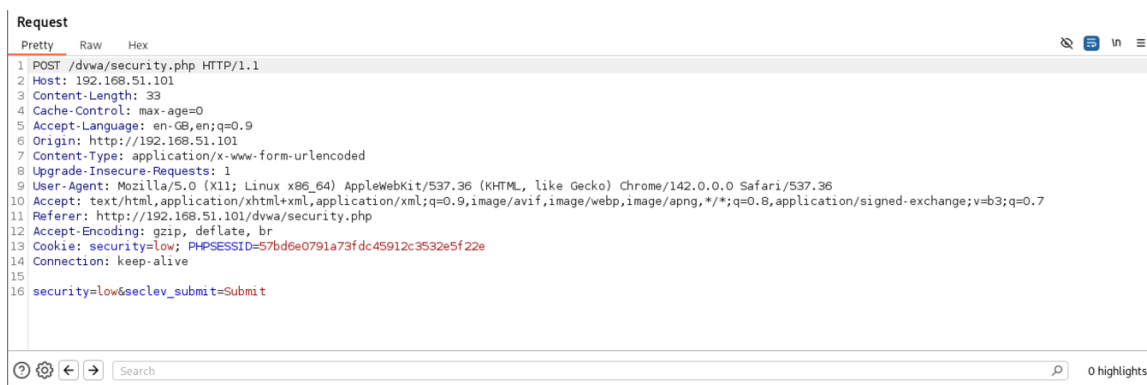 Request
Pretty Raw Hex \n
1 POST /dvwa/security.php HTTP/1.1
2 Host: 192.168.51.101
3 Content-Length: 33
4 Cache-Control: max-age=0
5 Accept-Language: en-GB,en;q=0.9
6 Origin: http://192.168.51.101
7 Content-Type: application/x-www-form-urlencoded
8 Upgrade-Insecure-Requests: 1
9 User-Agent: Mozilla/5.0 (X11; Linux x86_64) AppleWebKit/537.36 (KHTML, like Gecko) Chrome/142.0.0.0 Safari/537.36
10 Accept: text/html,application/xhtml+xml,application/xml;q=0.9,image/avif,image/webp,image/apng,*/*;q=0.8,application/signed-exchange;v=b3;q=0.7
11 Referer: http://192.168.51.101/dvwa/security.php
12 Accept-Encoding: gzip, deflate, br
13 Cookie: security=low; PHPSESSID=57bd6e0791a73fdc45912c3532e5f22e
14 Connection: keep-alive
15
16 security=low&seclev_submit=Submit
Search 0 highlights